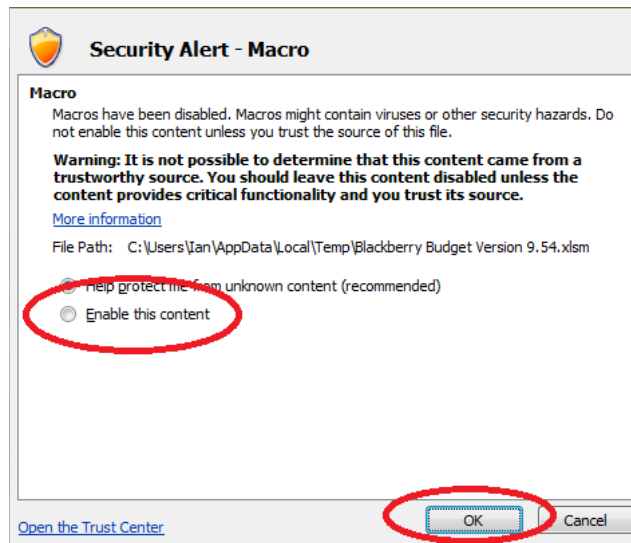 Security Alert - Macro
Macro
Macros have been disabled. Macros might contain viruses or other security hazards. Do
not enable this content unless you trust the source of this file.
Warning: It is not possible to determine that this content came from a
trustworthy source. You should leave this content disabled unless the
content provides critical functionality and you trust its source.
More information
File Path: C:\Users\Ian\AppData\Local\Temp\Blackberry Budget Version 9.54.xlsm
Help protect me from unknown content (recommended)
Enable this content
Open the Trust Center
OK
Cancel